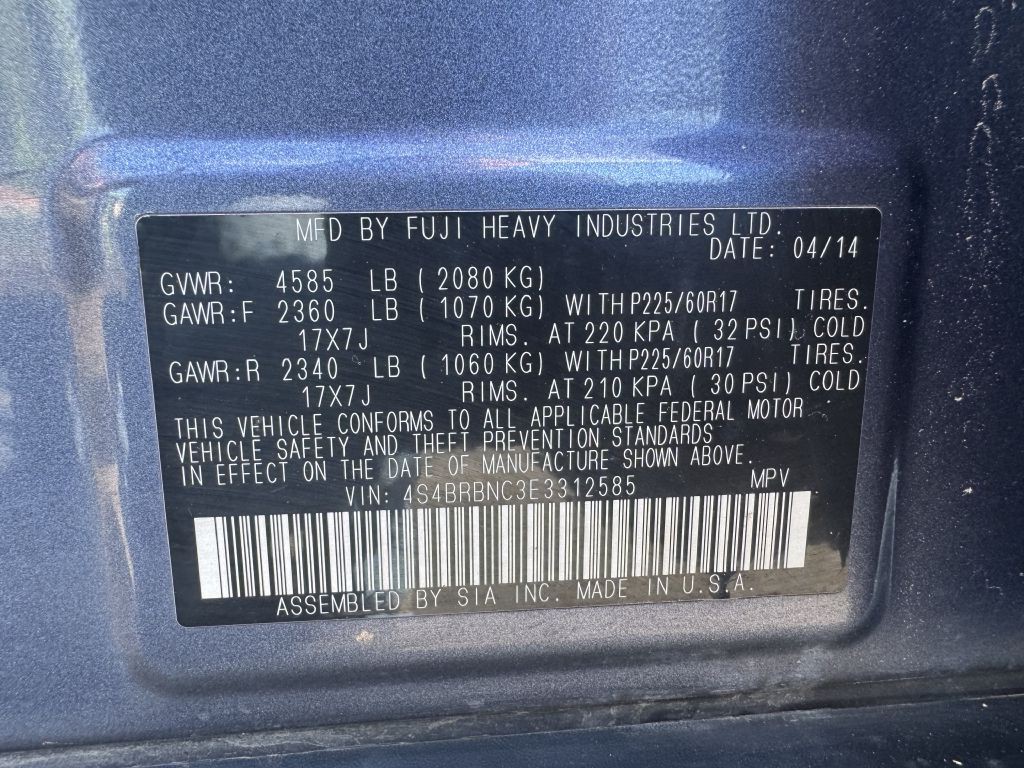 MFD BY FUJI HEAVY INDUSTRIES LTD.
DATE: 04/14
GVWR: 4585 LB ( 2080 KG)
GAWR:F 2360 LB ( 1070 KG) WITH P225/60R17 TIRES.
17X7J RIMS. AT 220 KPA ( 32 PSI) COLD
GAWR:R 2340 LB ( 1060 KG) WITH P225/60R17 TIRES.
17X7J RIMS. AT 210 KPA ( 30 PSI) COLD
THIS VEHICLE CONFORMS TO ALL APPLICABLE FEDERAL MOTOR
VEHICLE SAFETY AND THEFT PREVENTION STANDARDS
IN EFFECT ON THE DATE OF MANUFACTURE SHOWN ABOVE.
VIN: 4S4BRBNC3E3312585 MPV
ASSEMBLED BY SIA INC. MADE IN U.S.A.